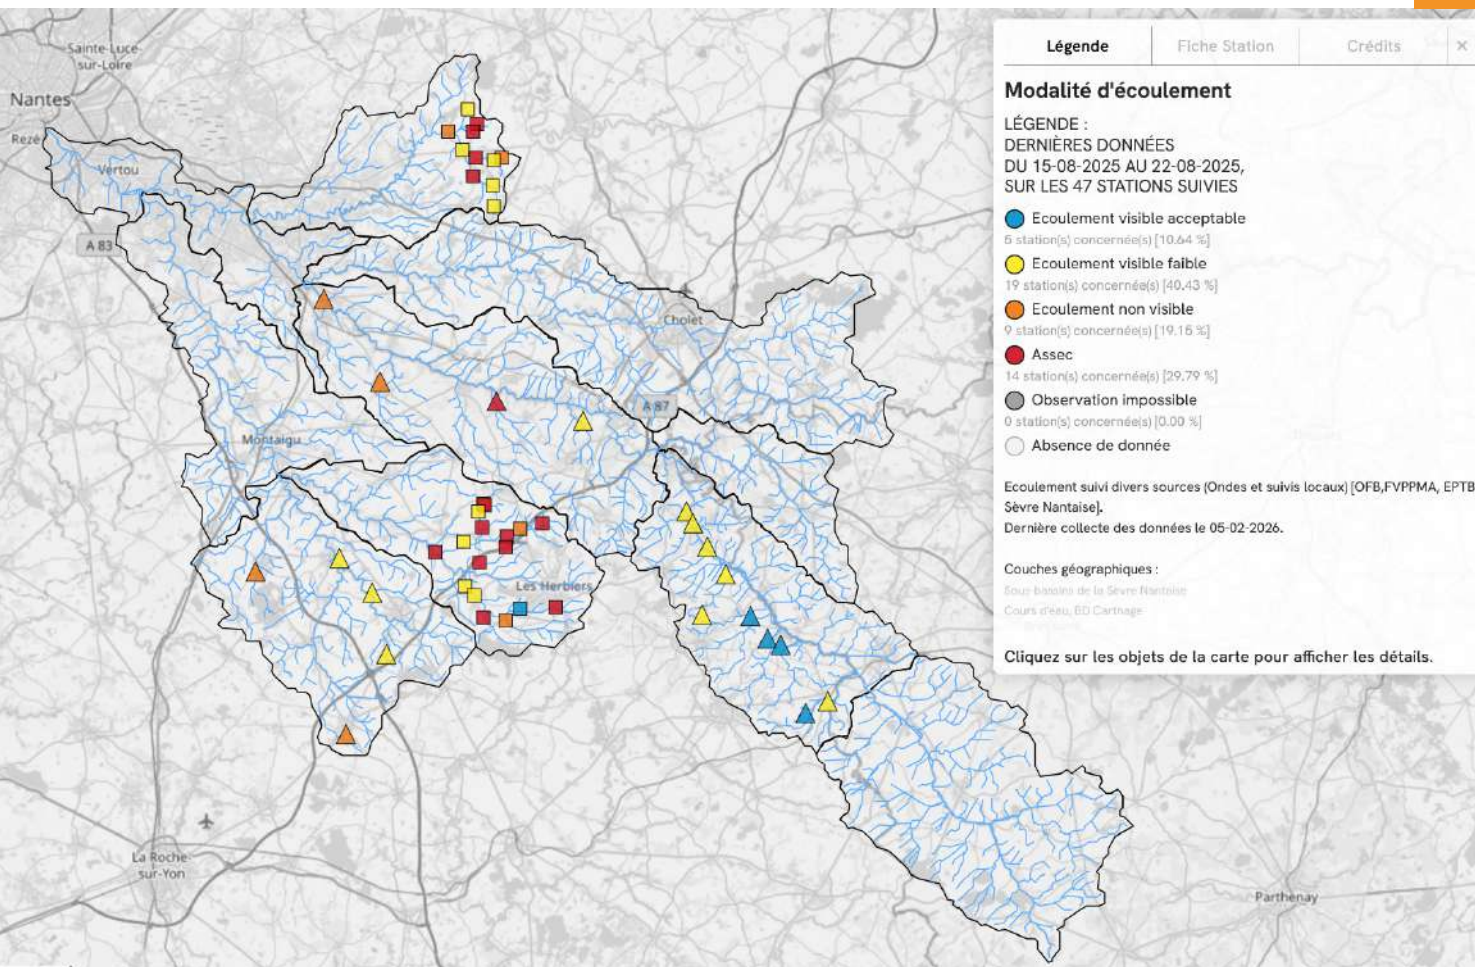 Sainte-Luce-
sur-Loire
Nantes
Rezé
Vertou
A 83
Cholet
A 87
Montaigu
Les Herbiers
La Roche-
sur-Yon
Parthenay
Légende
Fiche Station
Crédits
×
Modalité d'écoulement
LÉGENDE :
DERNIÈRES DONNÉES
DU 15-08-2025 AU 22-08-2025,
SUR LES 47 STATIONS SUIVIES
Ecoulement visible acceptable
5 station(s) concernée(s) [10.64 %]
Ecoulement visible faible
19 station(s) concernée(s) [40.43 %]
Ecoulement non visible
9 station(s) concernée(s) [19.15 %]
Assec
14 station(s) concernée(s) [29.79 %]
Observation impossible
0 station(s) concernée(s) [0.00 %]
Absence de donnée
Ecoulement suivi divers sources (Ondes et suivis locaux) [OFB,FVPPMA, EPTB
Sèvre Nantaise].
Dernière collecte des données le 05-02-2026.
Couches géographiques :
Sous-bassins de la Sèvre Nantaise
Cours d'eau, BD Carthage
Cliquez sur les objets de la carte pour afficher les détails.